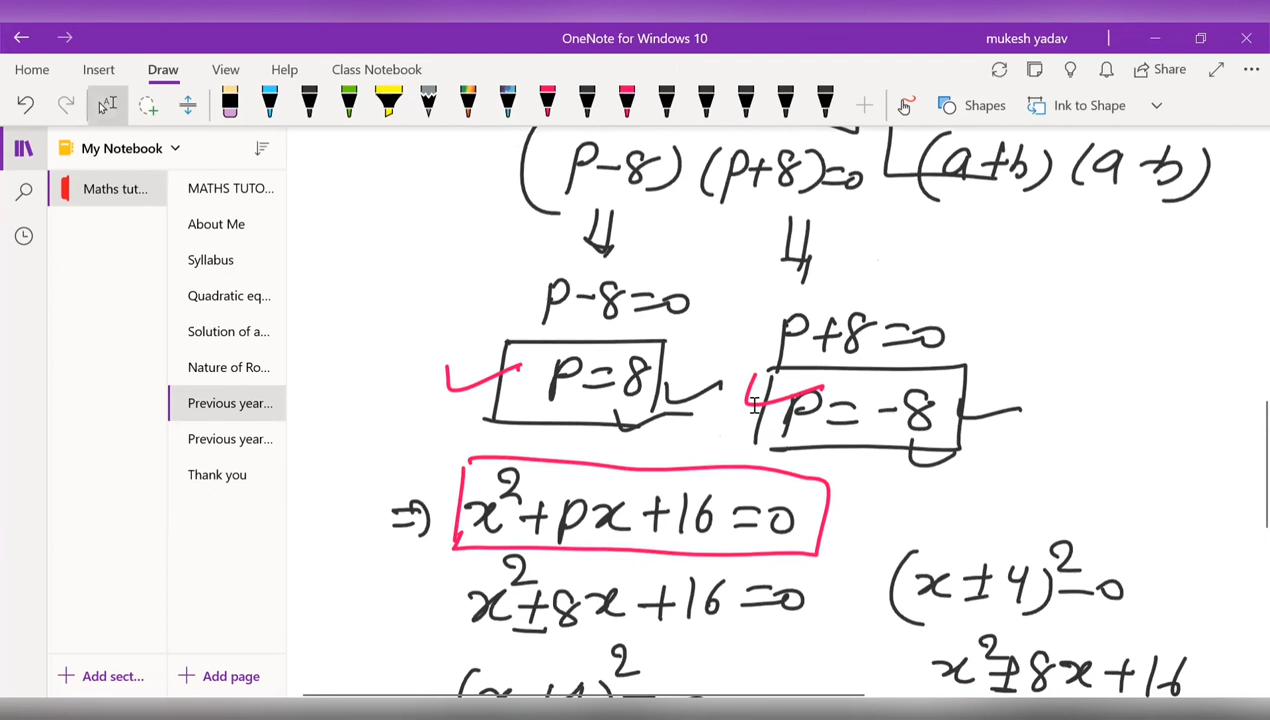 OneNote for Windows 10
mukesh yadav
Home Insert Draw View Help Class Notebook
Share
Shapes
Ink to Shape
My Notebook
Maths tut...
MATHS TUTO...
About Me
Syllabus
Quadratic eq...
Solution of a...
Nature of Ro...
Previous year...
Previous year...
Thank you
Add sect...
Add page
(P-8) (P+8)=0 (a+b) (a-b)
P-8=0
P+8=0
P=8
P=-8
⇒ x²+px+16=0
x²±8x+16=0
(x±4)²=0
x²±8x+16